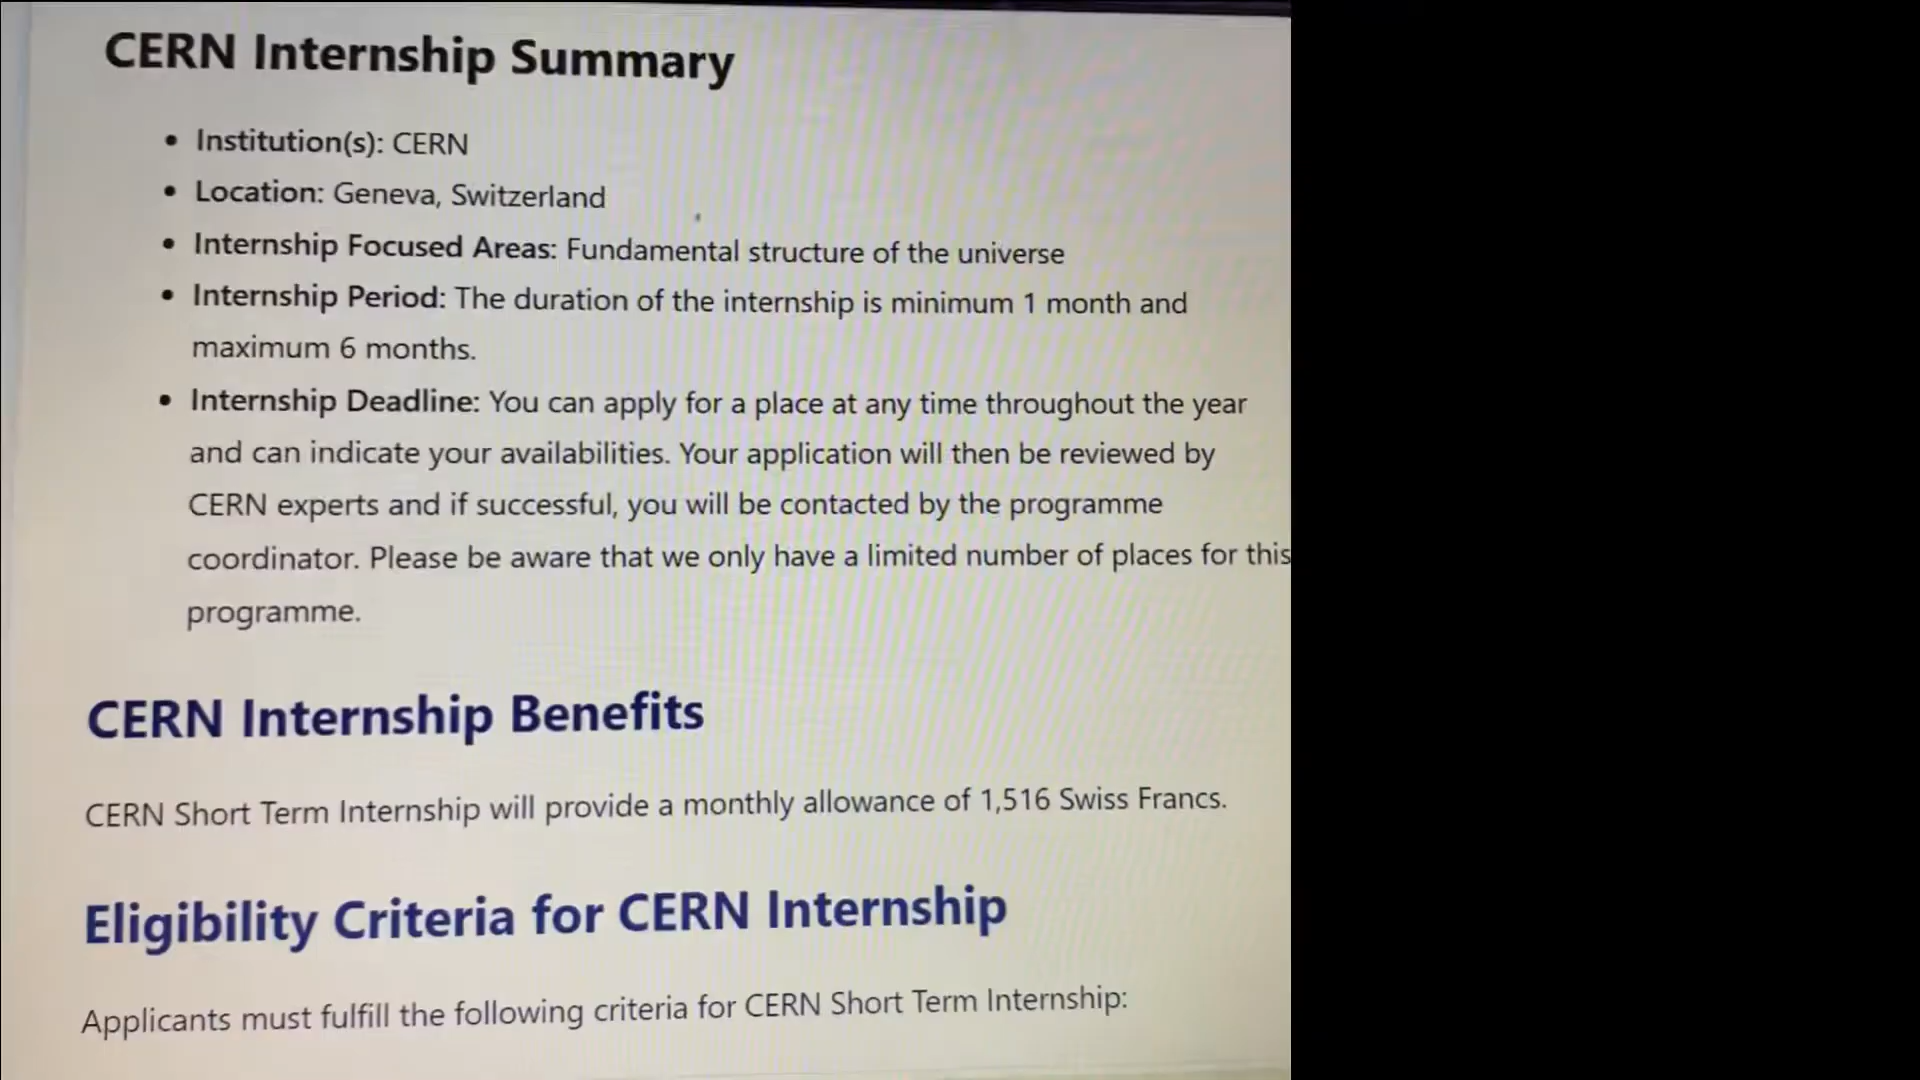 CERN Internship Summary
• Institution(s): CERN
• Location: Geneva, Switzerland
• Internship Focused Areas: Fundamental structure of the universe
• Internship Period: The duration of the internship is minimum 1 month and
maximum 6 months.
• Internship Deadline: You can apply for a place at any time throughout the year
and can indicate your availabilities. Your application will then be reviewed by
CERN experts and if successful, you will be contacted by the programme
coordinator. Please be aware that we only have a limited number of places for this
programme.
CERN Internship Benefits
CERN Short Term Internship will provide a monthly allowance of 1,516 Swiss Francs.
Eligibility Criteria for CERN Internship
Applicants must fulfill the following criteria for CERN Short Term Internship: